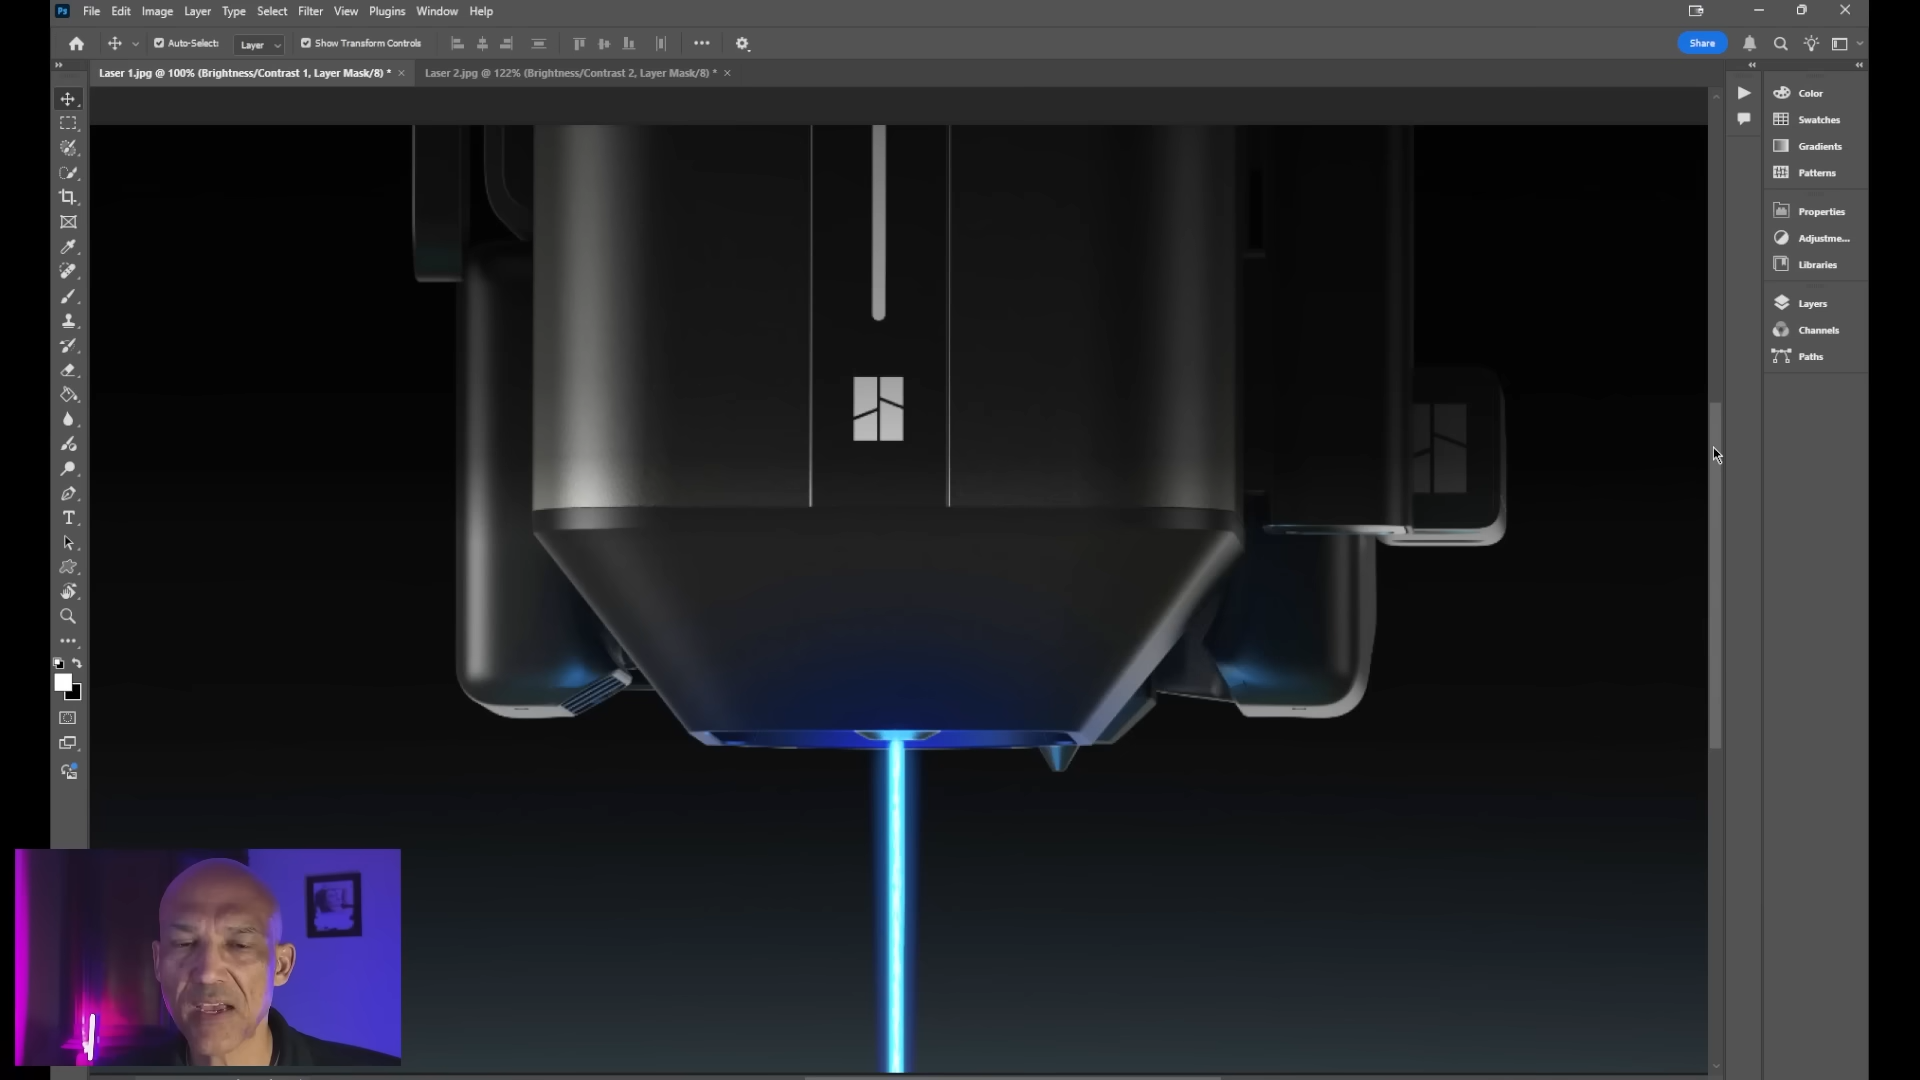 Ps File Edit Image Layer Type Select Filter View Plugins Window Help
Auto-Select: Layer Show Transform Controls Share
Laser 1.jpg @ 100% (Brightness/Contrast 1, Layer Mask/8) * × Laser 2.jpg @ 122% (Brightness/Contrast 2, Layer Mask/8) * ×
Color
Swatches
Gradients
Patterns
Properties
Adjustme...
Libraries
Layers
Channels
Paths